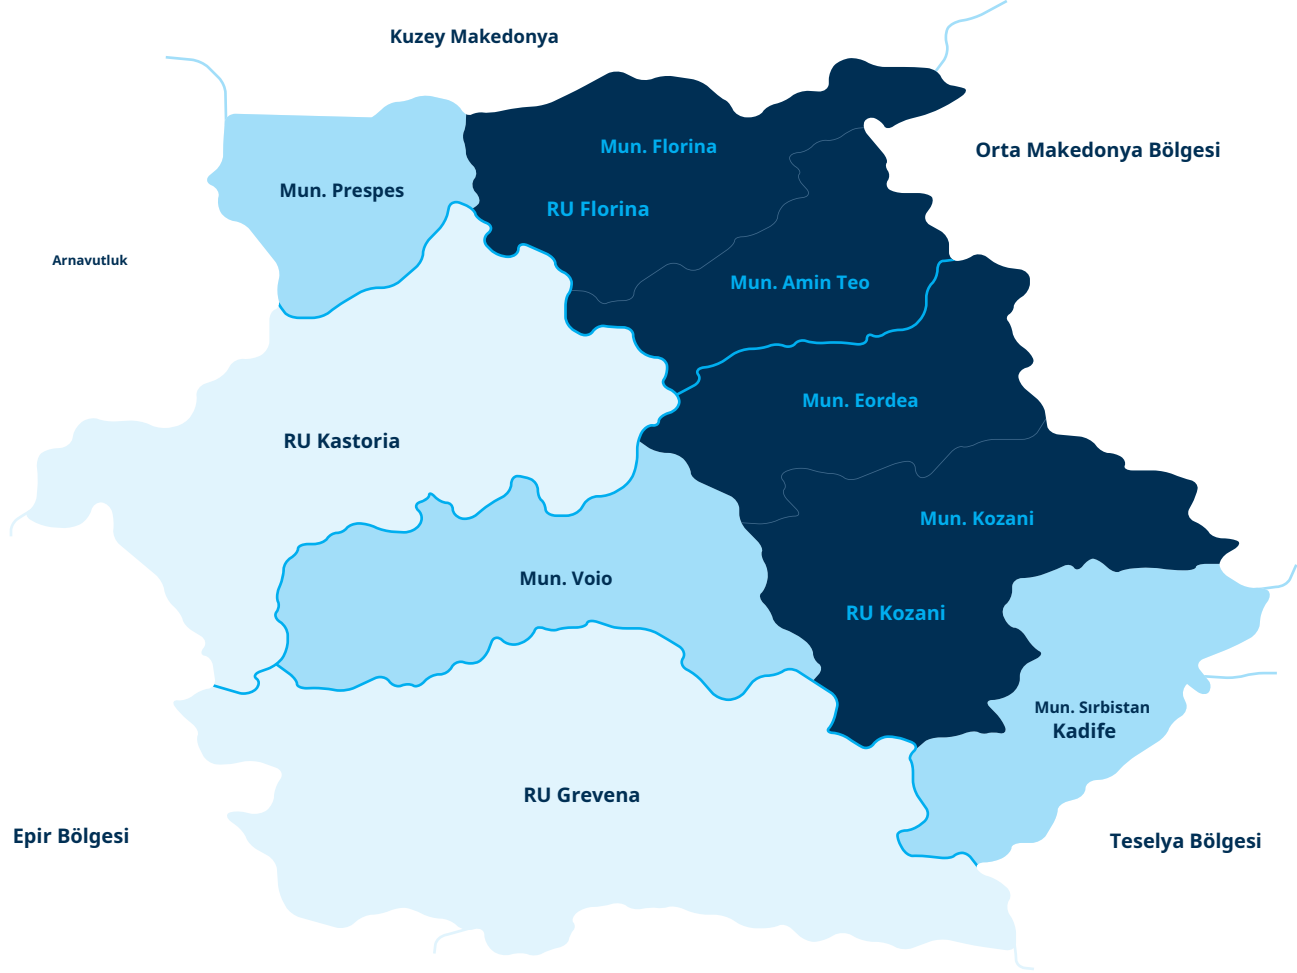 Kuzey Makedonya
Mun. Florina
Orta Makedonya Bölgesi
Mun. Prespes
RU Florina
Arnavutluk
Mun. Amin Teo
Mun. Eordea
RU Kastoria
Mun. Kozani
Mun. Voio
RU Kozani
Mun. Sırbistan
Kadife
RU Grevena
Epir Bölgesi
Teselya Bölgesi